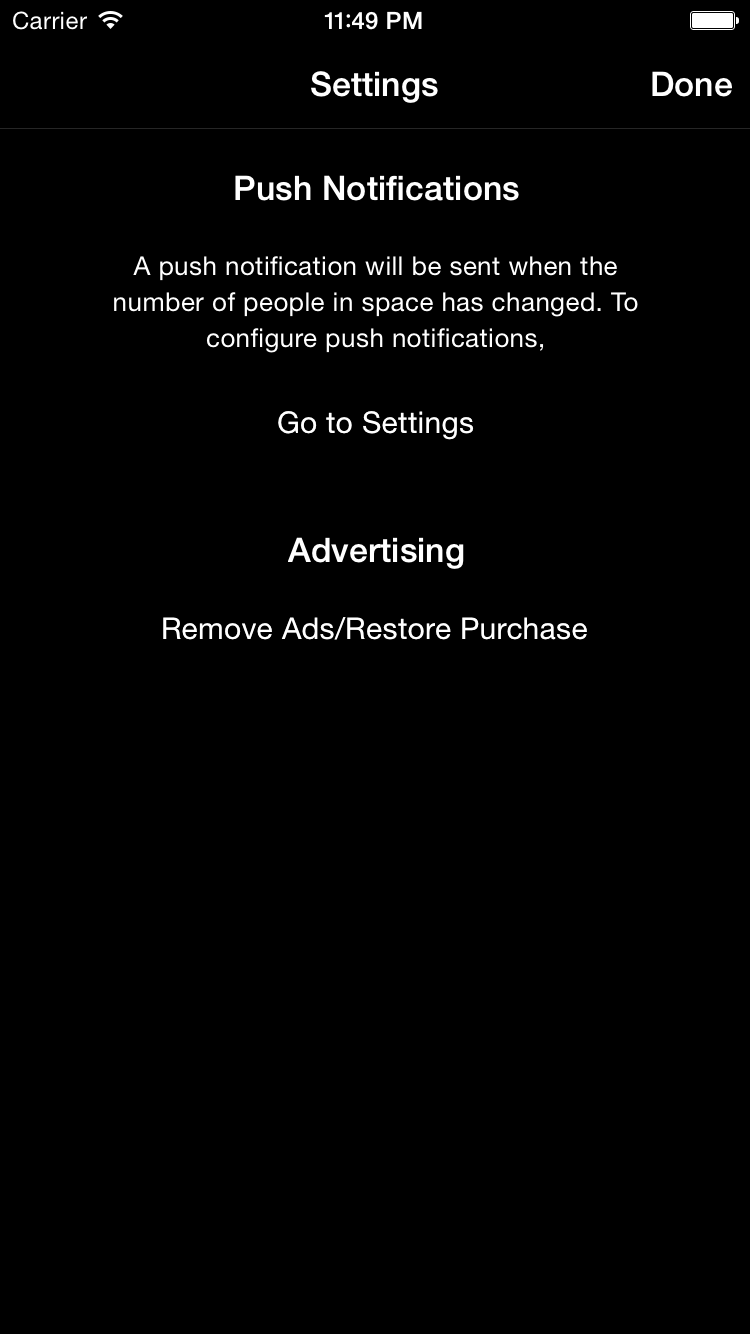 Carrier 11:49 PM
Settings Done
Push Notifications
A push notification will be sent when the
number of people in space has changed. To
configure push notifications,
Go to Settings
Advertising
Remove Ads/Restore Purchase